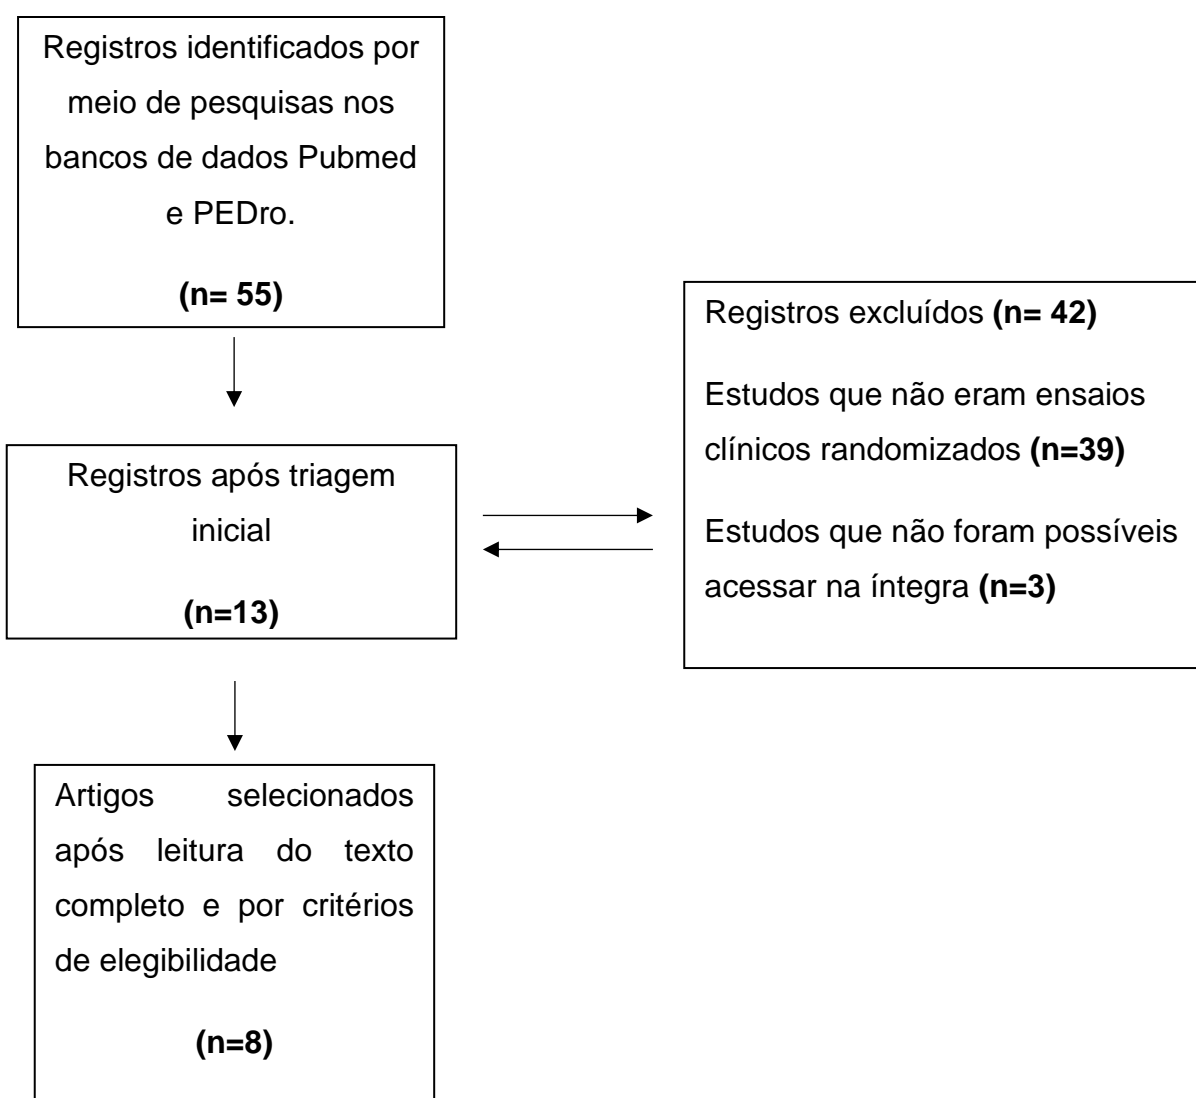 Registros identificados por
meio de pesquisas nos
bancos de dados Pubmed
e PEDro.
(n= 55)
Registros excluídos (n= 42)
Estudos que não eram ensaios
clínicos randomizados (n=39)
Estudos que não foram possíveis
acessar na íntegra (n=3)
Registros após triagem
inicial
(n=13)
Artigos selecionados
após leitura do texto
completo e por critérios
de elegibilidade
(n=8)